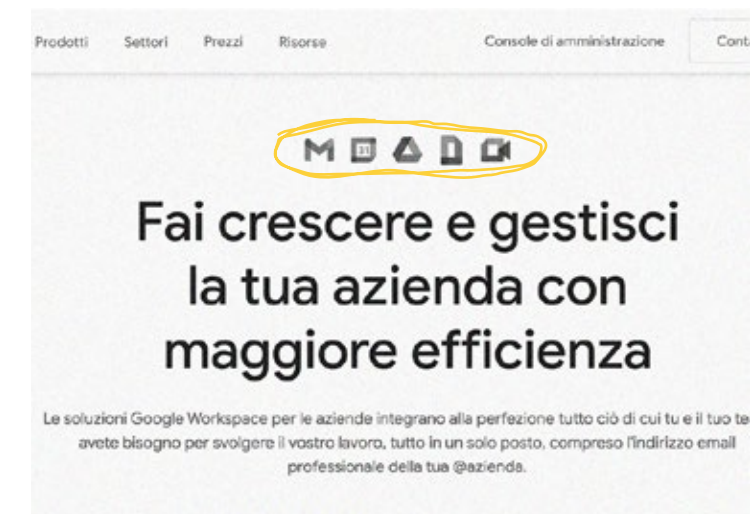 Prodotti Settori Prezzi Risorse Console di amministrazione
31
Fai crescere e gestisci
la tua azienda con
maggiore efficienza
Le soluzioni Google Workspace per le aziende integrano alla perfezione tutto ciò di cui tu e il tuo
avete bisogno per svolgere il vostro lavoro, tutto in un solo posto, compreso l'indirizzo email
professionale della tua @azienda.